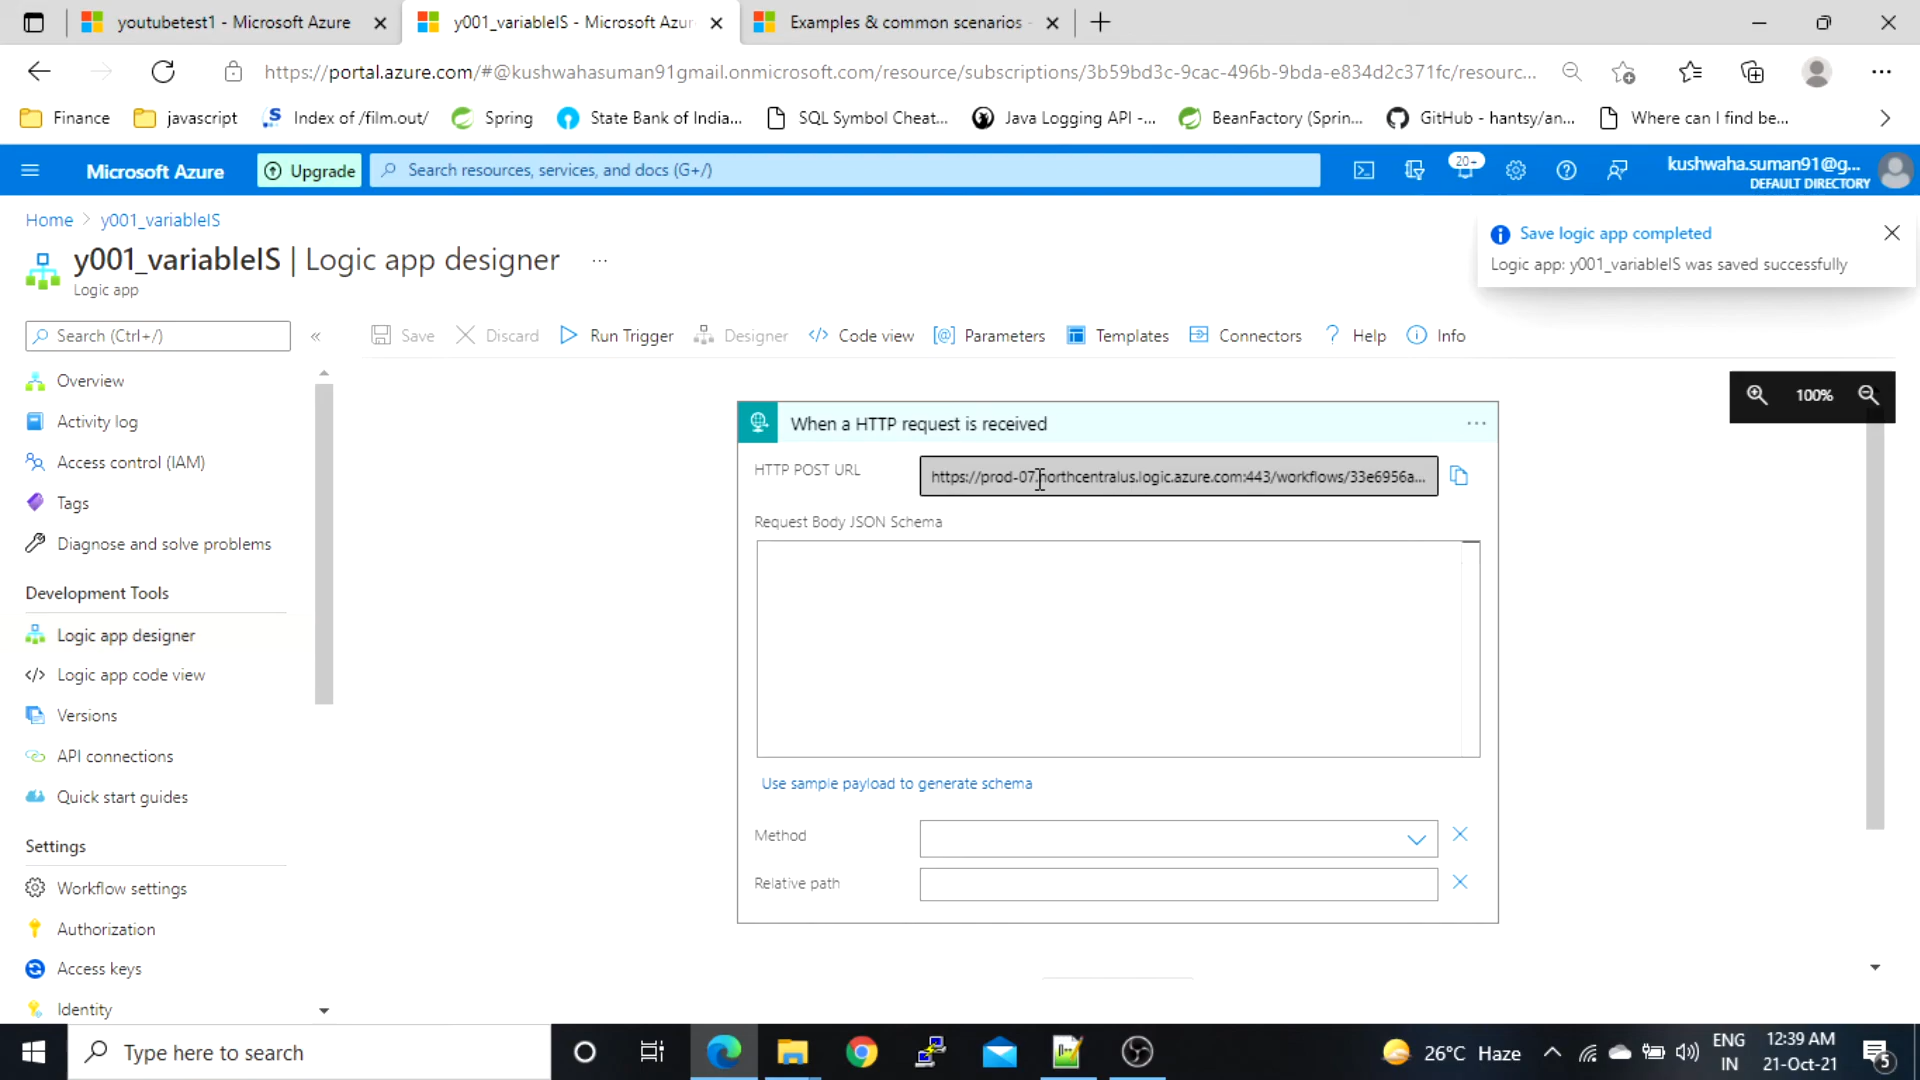 youtubetest1 - Microsoft Azure
y001_variableIS - Microsoft Azur
Examples & common scenarios -
https://portal.azure.com/#@kushwahasuman91gmail.onmicrosoft.com/resource/subscriptions/3b59bd3c-9cac-496b-9bda-e834d2c371fc/resourc...
Finance
javascript
Index of /film.out/
Spring
State Bank of India...
SQL Symbol Cheat...
Java Logging API -...
BeanFactory (Sprin...
GitHub - hantsy/an...
Where can I find be...
Microsoft Azure
Upgrade
Search resources, services, and docs (G+/)
20+
kushwaha.suman91@g...
DEFAULT DIRECTORY
Home > y001_variableIS
y001_variableIS | Logic app designer ...
Logic app
Save logic app completed
Logic app: y001_variableIS was saved successfully
Search (Ctrl+/)
«
Save
Discard
Run Trigger
Designer
Code view
Parameters
Templates
Connectors
Help
Info
100%
Overview
Activity log
Access control (IAM)
Tags
Diagnose and solve problems
Development Tools
Logic app designer
Logic app code view
Versions
API connections
Quick start guides
Settings
Workflow settings
Authorization
Access keys
Identity
When a HTTP request is received
HTTP POST URL
https://prod-07.northcentralus.logic.azure.com:443/workflows/33e6956a...
Request Body JSON Schema
Use sample payload to generate schema
Method
Relative path
Type here to search
26°C Haze
ENG
IN
12:39 AM
21-Oct-21
5